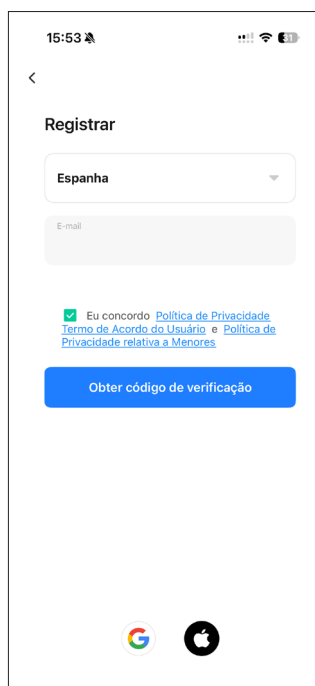 15:53
31
Registrar
Espanha
E-mail
Eu concordo Política de Privacidade
Termo de Acordo do Usuário e Política de
Privacidade relativa a Menores
Obter código de verificação